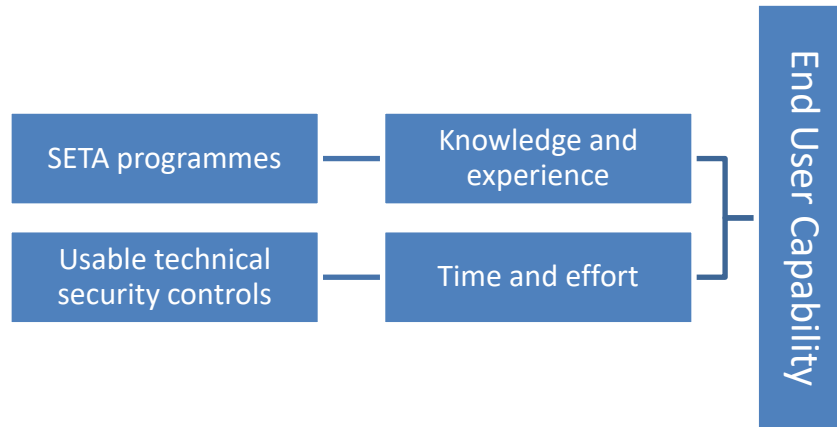 SETA programmes
Knowledge and
experience
Usable technical
security controls
Time and effort
End User Capability